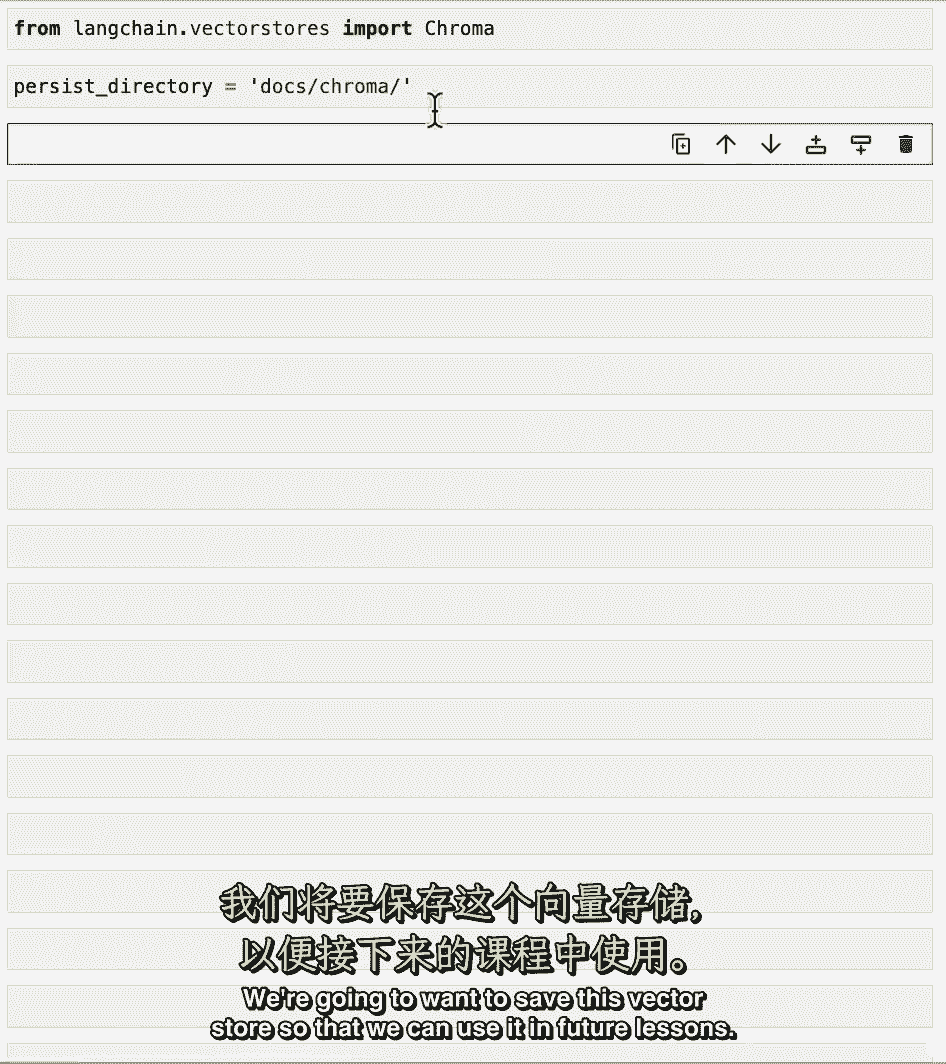 from langchain.vectorstores import Chroma
persist_directory = 'docs/chroma/'
我们将要保存这个向量存储,
以便接下来的课程中使用。
We're going to want to save this vector
store so that we can use it in future lessons.